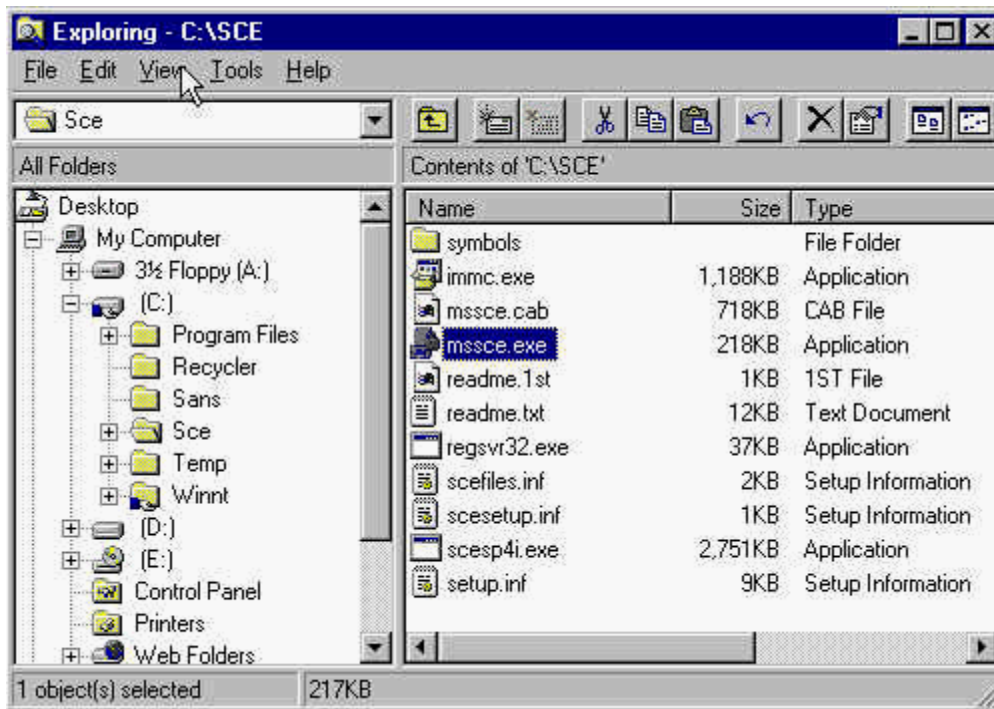 Exploring - C:\SCE
File Edit View Tools Help
Sce
All Folders
Contents of 'C:\SCE'
Desktop
My Computer
3½ Floppy (A:)
(C:)
Program Files
Recycler
Sans
Sce
Temp
Winnt
(D:)
(E:)
Control Panel
Printers
Web Folders
Name Size Type
symbols File Folder
immc.exe 1,188KB Application
mssce.cab 718KB CAB File
mssce.exe 218KB Application
readme.1st 1KB 1ST File
readme.txt 12KB Text Document
regsvr32.exe 37KB Application
scefiles.inf 2KB Setup Information
scesetup.inf 1KB Setup Information
scesp4i.exe 2,751KB Application
setup.inf 9KB Setup Information
1 object(s) selected 217KB